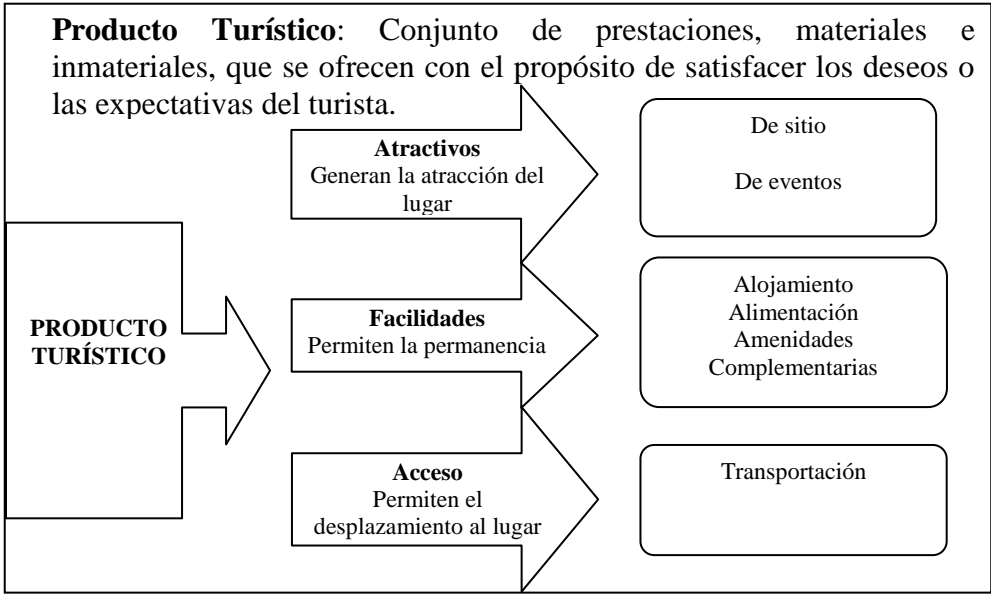 Producto Turístico: Conjunto de prestaciones, materiales e
inmateriales, que se ofrecen con el propósito de satisfacer los deseos o
las expectativas del turista.
PRODUCTO
TURÍSTICO
Atractivos
Generan la atracción del
lugar
De sitio
De eventos
Facilidades
Permiten la permanencia
Alojamiento
Alimentación
Amenidades
Complementarias
Acceso
Permiten el
desplazamiento al lugar
Transportación